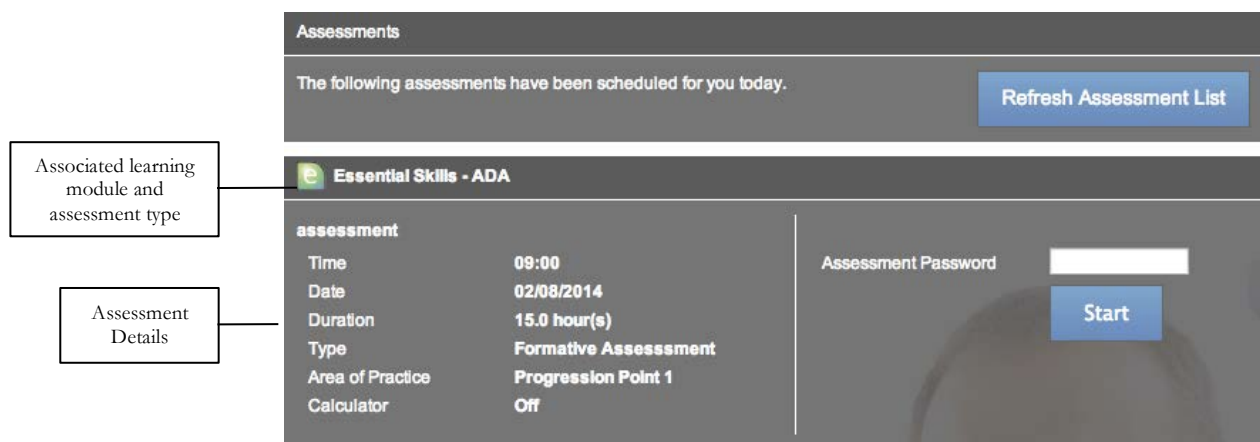 Assessments
The following assessments have been scheduled for you today.
Refresh Assessment List
Associated learning
module and
assessment type
e Essential Skills - ADA
assessment
Time 09:00
Date 02/08/2014
Duration 15.0 hour(s)
Type Formative Assesssment
Area of Practice Progression Point 1
Calculator Off
Assessment Password
Start
Assessment
Details